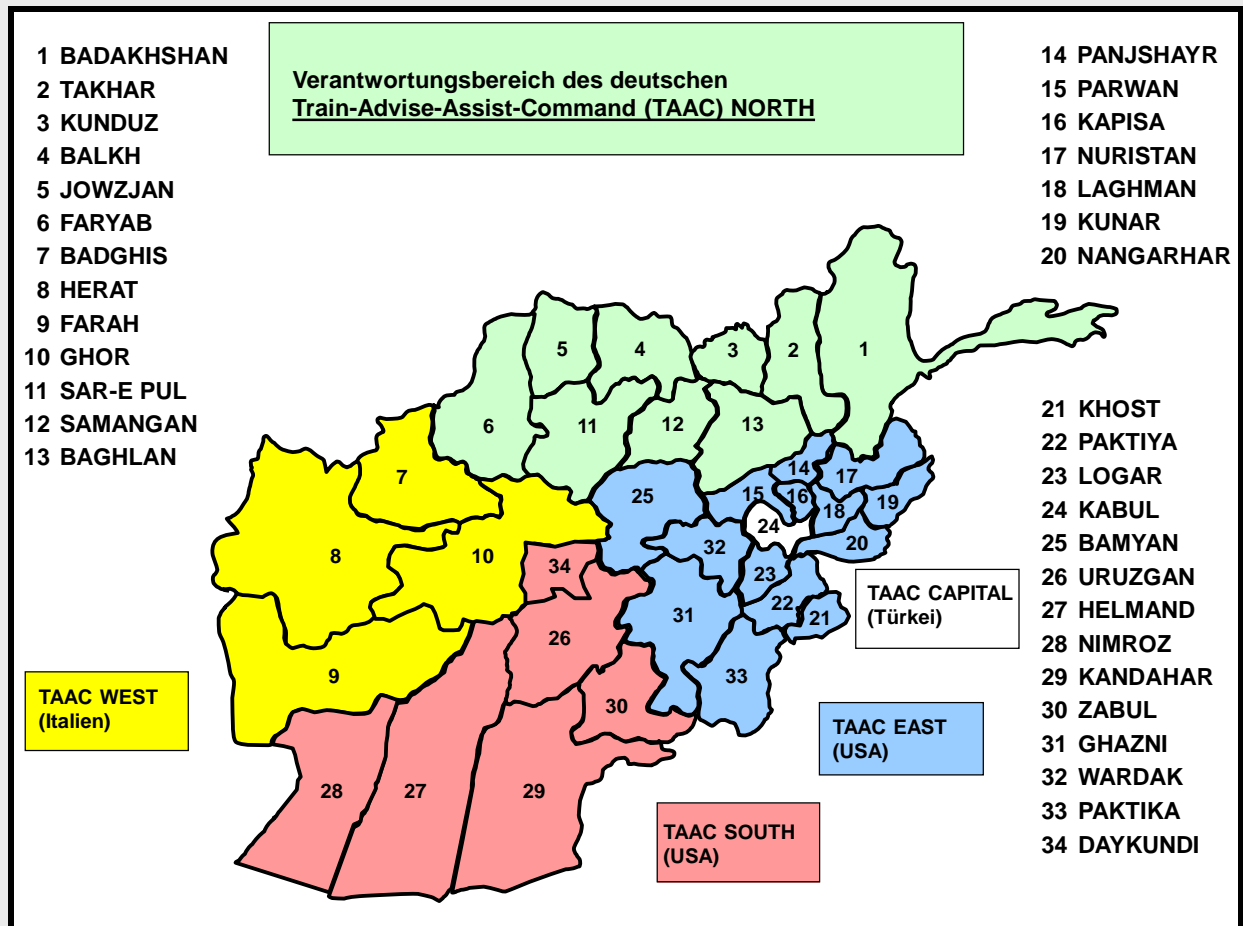 1 BADAKHSHAN
2 TAKHAR
3 KUNDUZ
4 BALKH
5 JOWZJAN
6 FARYAB
7 BADGHIS
8 HERAT
9 FARAH
10 GHOR
11 SAR-E PUL
12 SAMANGAN
13 BAGHLAN
Verantwortungsbereich des deutschen
Train-Advise-Assist-Command (TAAC) NORTH
14 PANJSHAYR
15 PARWAN
16 KAPISA
17 NURISTAN
18 LAGHMAN
19 KUNAR
20 NANGARHAR
21 KHOST
22 PAKTIYA
23 LOGAR
24 KABUL
25 BAMYAN
26 URUZGAN
27 HELMAND
28 NIMROZ
29 KANDAHAR
30 ZABUL
31 GHAZNI
32 WARDAK
33 PAKTIKA
34 DAYKUNDI
5
4
3
2
1
6
11
12
13
7
25
15
14
16
17
18
19
24
20
8
10
34
32
23
22
21
31
26
9
33
30
28
27
29
TAAC CAPITAL
(Türkei)
TAAC WEST
(Italien)
TAAC EAST
(USA)
TAAC SOUTH
(USA)